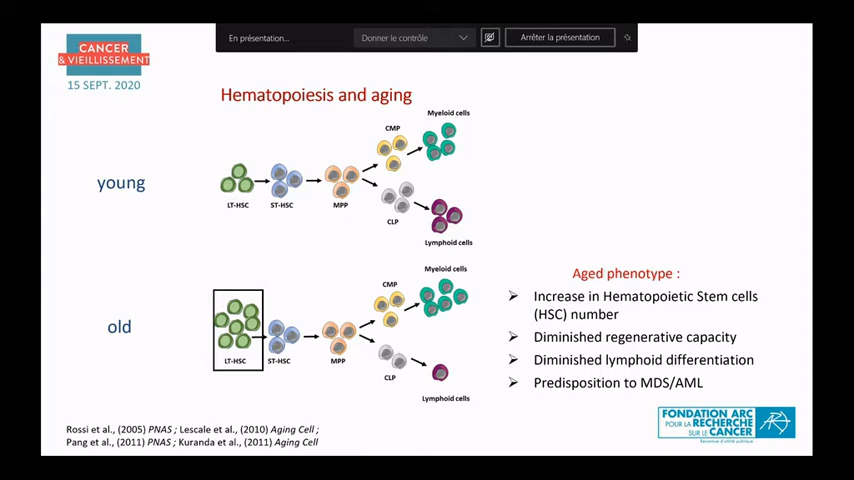 En présentation...
Donner le contrôle
Arrêter la présentation
CANCER
& VIEILLISSEMENT
15 SEPT. 2020
Hematopoiesis and aging
young
LT-HSC
ST-HSC
MPP
CMP
Myeloid cells
CLP
Lymphoid cells
old
LT-HSC
ST-HSC
MPP
CMP
Myeloid cells
CLP
Lymphoid cells
Aged phenotype :
➢ Increase in Hematopoietic Stem cells
(HSC) number
➢ Diminished regenerative capacity
➢ Diminished lymphoid differentiation
➢ Predisposition to MDS/AML
Rossi et al., (2005) PNAS ; Lescale et al., (2010) Aging Cell ;
Pang et al., (2011) PNAS ; Kuranda et al., (2011) Aging Cell
FONDATION ARC
POUR LA RECHERCHE
SUR LE CANCER
Reconnue d'utilité publique